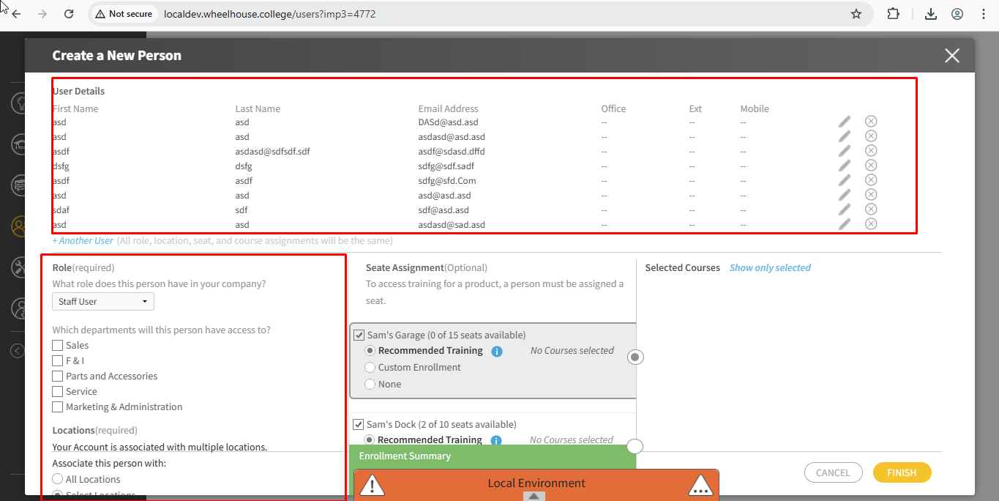 Not secure
localdev.wheelhouse.college/users?imp3=4772
Create a New Person
User Details
First Name Last Name Email Address Office Ext Mobile
asd asd DASd@asd.asd -- -- --
asd asd asdasd@asd.asd -- -- --
asdf asdasd@sdfsdf.sdf asdf@sdasd.dffd -- -- --
dsfg dsfg sdfg@sdf.sadf -- -- --
asdf asdf sdfg@sfd.Com -- -- --
asd asd asd@asd.asd -- -- --
sdaf sdf sdf@asd.asd -- -- --
asd asd asdasd@sad.asd -- -- --
+ Another User (All role, location, seat, and course assignments will be the same)
Role(required)
What role does this person have in your company?
Staff User
Which departments will this person have access to?
Sales
F & I
Parts and Accessories
Service
Marketing & Administration
Locations(required)
Your Account is associated with multiple locations.
Associate this person with:
All Locations
Select Locations
Seate Assignment(Optional)
To access training for a product, a person must be assigned a
seat.
Sam's Garage (0 of 15 seats available)
Recommended Training i No Courses selected
Custom Enrollment
None
Sam's Dock (2 of 10 seats available)
Recommended Training i No Courses selected
Enrollment Summary
Local Environment
Selected Courses Show only selected
CANCEL FINISH